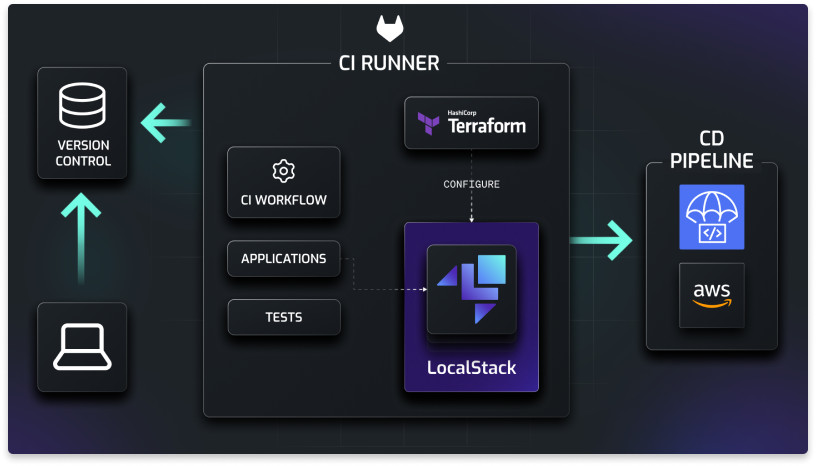 CI RUNNER
VERSION
CONTROL
HashiCorp
Terraform
CONFIGURE
CI WORKFLOW
APPLICATIONS
TESTS
LocalStack
CD
PIPELINE
</>
aws